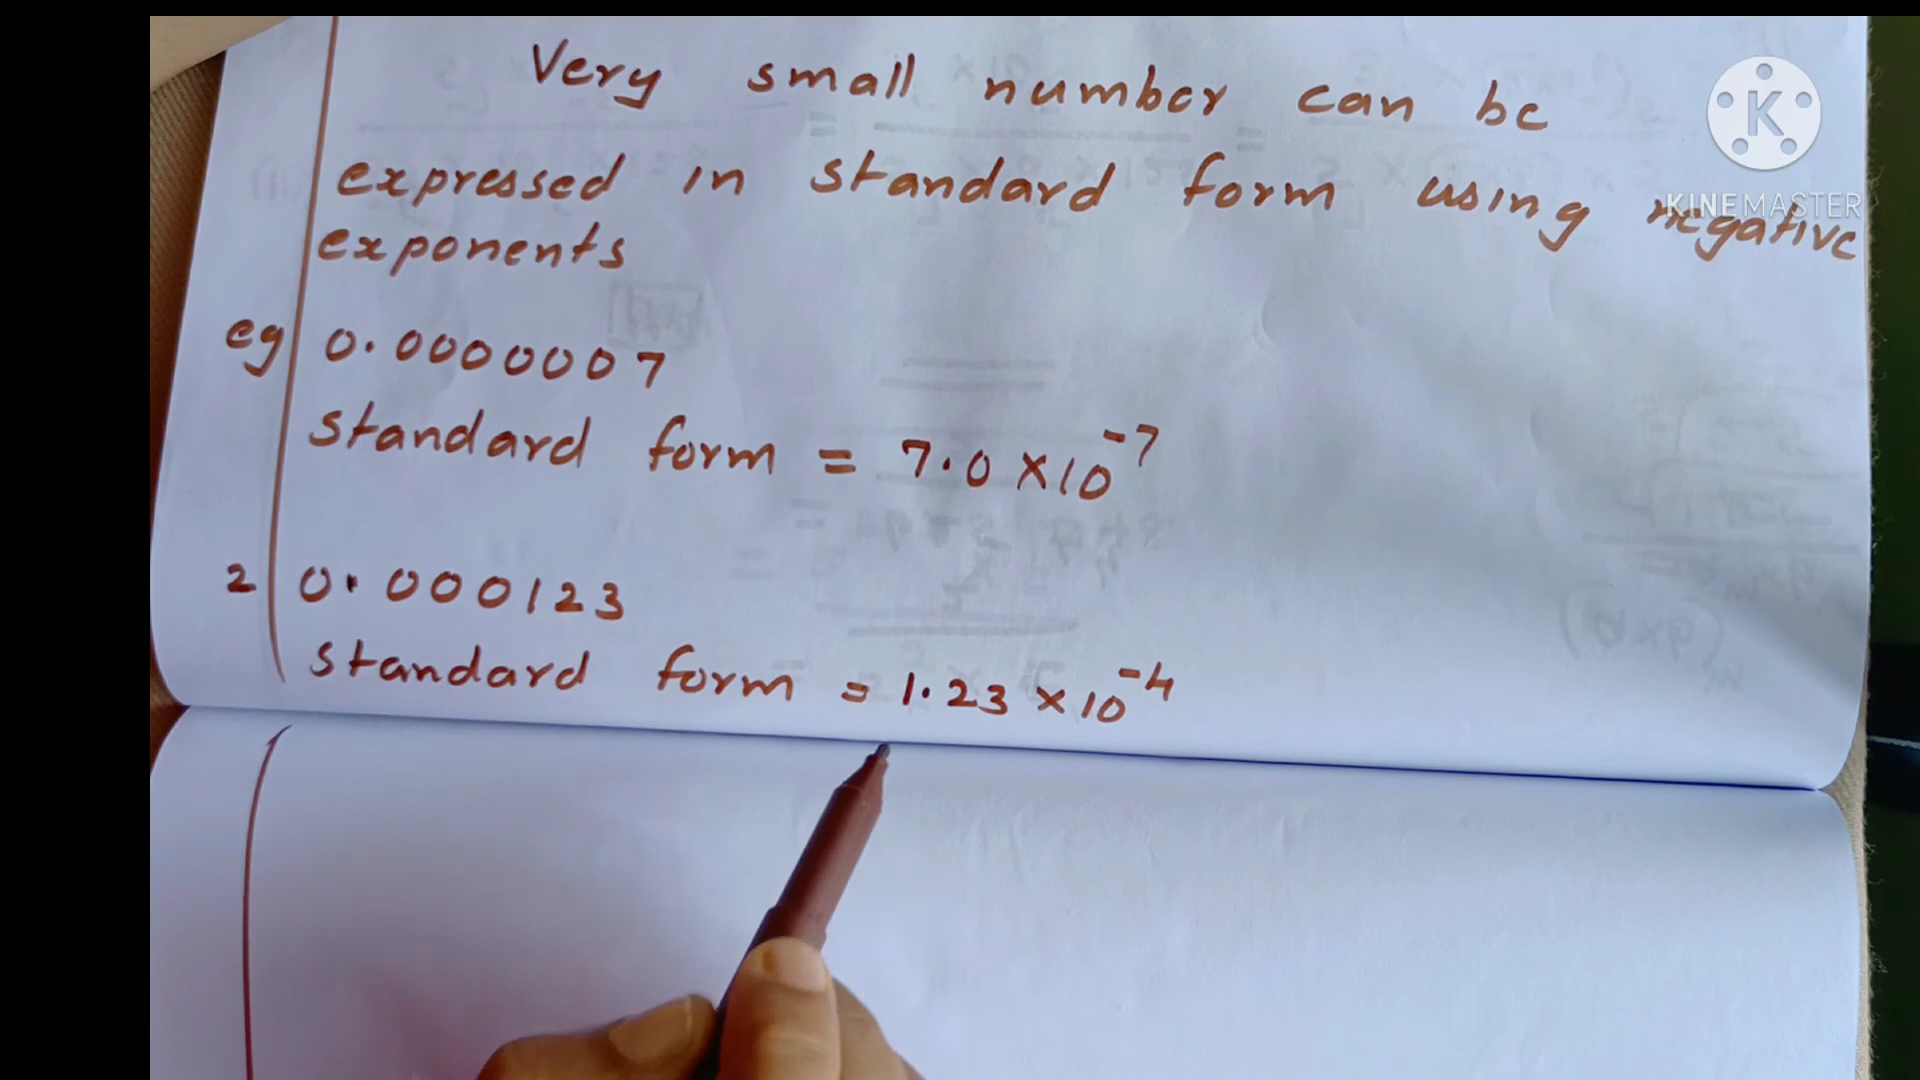 Very small number can be
expressed in standard form using negative
exponents
eg 0.0000007
standard form = 7.0 × 10⁻⁷
2 0.000123
standard form = 1.23 × 10⁻⁴
K
KINEMASTER